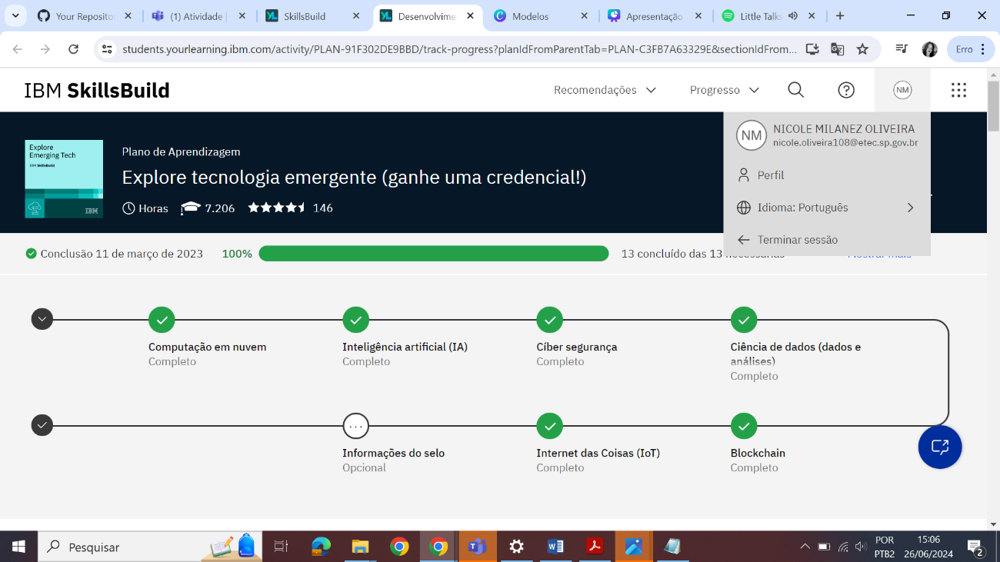 Your Reposito
(1) Atividade
SkillsBuild
Desenvolvime
Modelos
Apresentação
Little Talks
students.yourlearning.ibm.com/activity/PLAN-91F302DE9BBD/track-progress?planIdFromParentTab=PLAN-C3FB7A63329E&sectionIdFrom...
Erro
IBM SkillsBuild
Recomendações
Progresso
NM
Explore
Emerging Tech
IBM SkillsBuild
IBM
Plano de Aprendizagem
Explore tecnologia emergente (ganhe uma credencial!)
Horas
7.206
146
NM
NICOLE MILANEZ OLIVEIRA
nicole.oliveira108@etec.sp.gov.br
Perfil
Idioma: Português
Terminar sessão
Conclusão 11 de março de 2023
100%
13 concluído das 13 necessárias
Mostrar mais
Computação em nuvem
Completo
Inteligência artificial (IA)
Completo
Cíber segurança
Completo
Ciência de dados (dados e
análises)
Completo
Informações do selo
Opcional
Internet das Coisas (IoT)
Completo
Blockchain
Completo
Pesquisar
POR
PTB2
15:06
26/06/2024
2